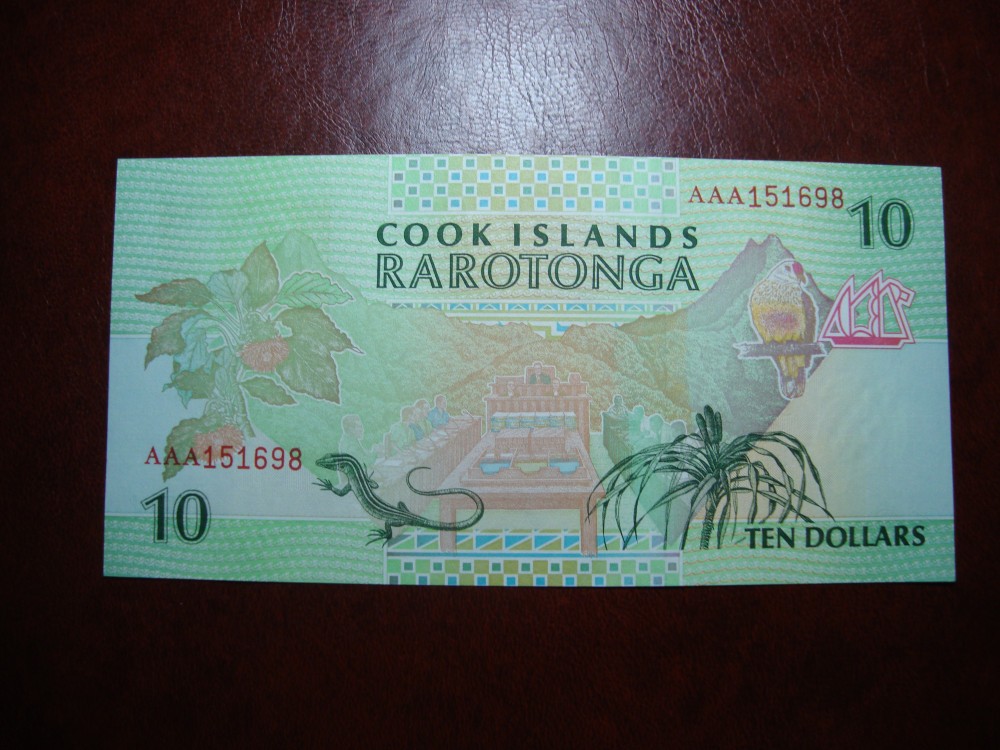 AAA151698
10
COOK ISLANDS
RAROTONGA
AAA151698
10
TEN DOLLARS